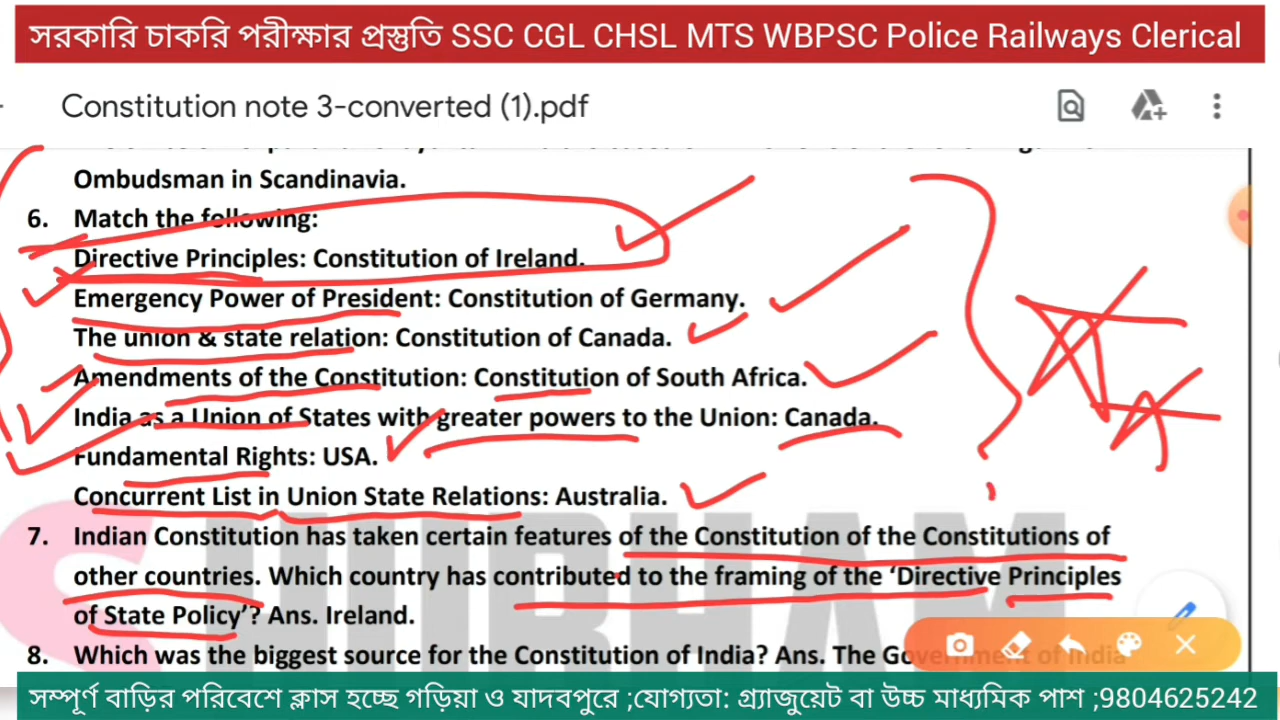 সরকারি চাকরি পরীক্ষার প্রস্তুতি SSC CGL CHSL MTS WBPSC Police Railways Clerical
Constitution note 3-converted (1).pdf
Ombudsman in Scandinavia.
6. Match the following:
Directive Principles: Constitution of Ireland.
Emergency Power of President: Constitution of Germany.
The union & state relation: Constitution of Canada.
Amendments of the Constitution: Constitution of South Africa.
India as a Union of States with greater powers to the Union: Canada.
Fundamental Rights: USA.
Concurrent List in Union State Relations: Australia.
7. Indian Constitution has taken certain features of the Constitution of the Constitutions of
other countries. Which country has contributed to the framing of the ‘Directive Principles
of State Policy’? Ans. Ireland.
8. Which was the biggest source for the Constitution of India? Ans. The Government of India
সম্পূর্ণ বাড়ির পরিবেশে ক্লাস হচ্ছে গড়িয়া ও যাদবপুরে ;যোগ্যতা: গ্র্যাজুয়েট বা উচ্চ মাধ্যমিক পাশ ;9804625242